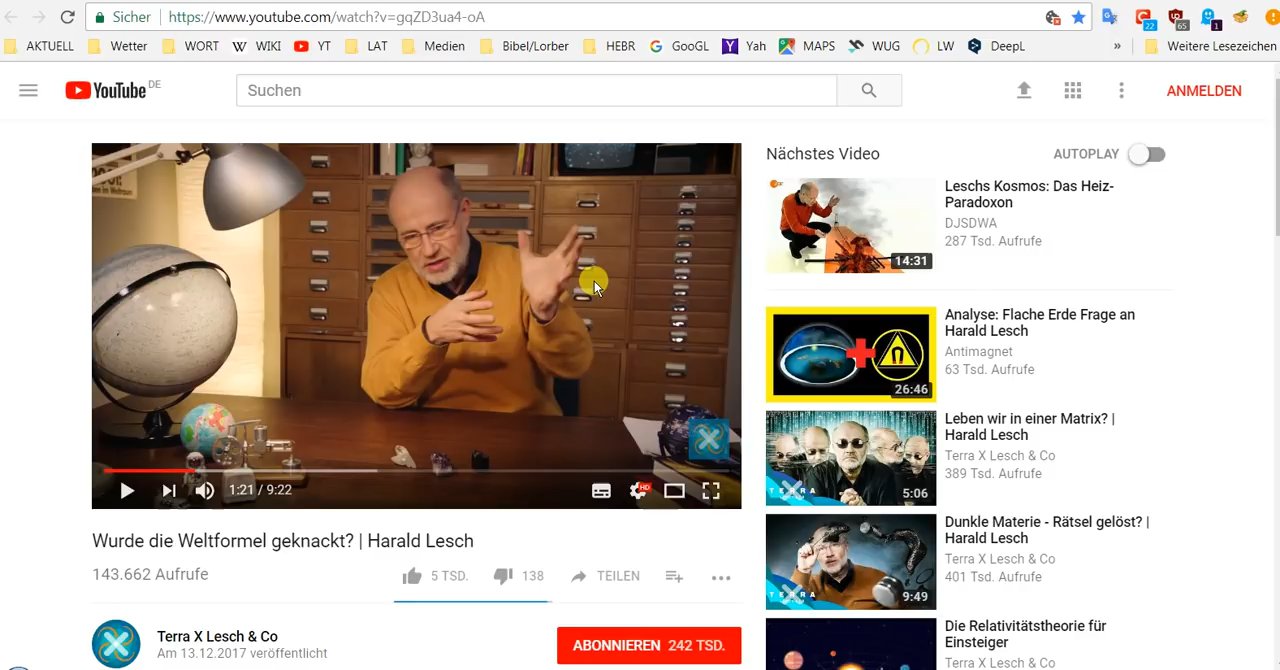 Sicher
https://www.youtube.com/watch?v=gqZD3ua4-oA
22
65
1
AKTUELL
Wetter
WORT
W WIKI
YT
LAT
Medien
Bibel/Lorber
HEBR
G GooGL
Y Yah
MAPS
WUG
LW
DeepL
»
Weitere Lesezeichen
YouTube DE
Suchen
ANMELDEN
1:21 / 9:22
HD
Wurde die Weltformel geknackt? | Harald Lesch
143.662 Aufrufe
5 TSD.
138
TEILEN
Terra X Lesch & Co
Am 13.12.2017 veröffentlicht
ABONNIEREN 242 TSD.
Nächstes Video
AUTOPLAY
14:31
Leschs Kosmos: Das Heiz-
Paradoxon
DJSDWA
287 Tsd. Aufrufe
26:46
Analyse: Flache Erde Frage an
Harald Lesch
Antimagnet
63 Tsd. Aufrufe
TERRA
5:06
Leben wir in einer Matrix? |
Harald Lesch
Terra X Lesch & Co
389 Tsd. Aufrufe
TERRA
9:49
Dunkle Materie - Rätsel gelöst? |
Harald Lesch
Terra X Lesch & Co
401 Tsd. Aufrufe
Die Relativitätstheorie für
Einsteiger
Terra X Lesch & Co